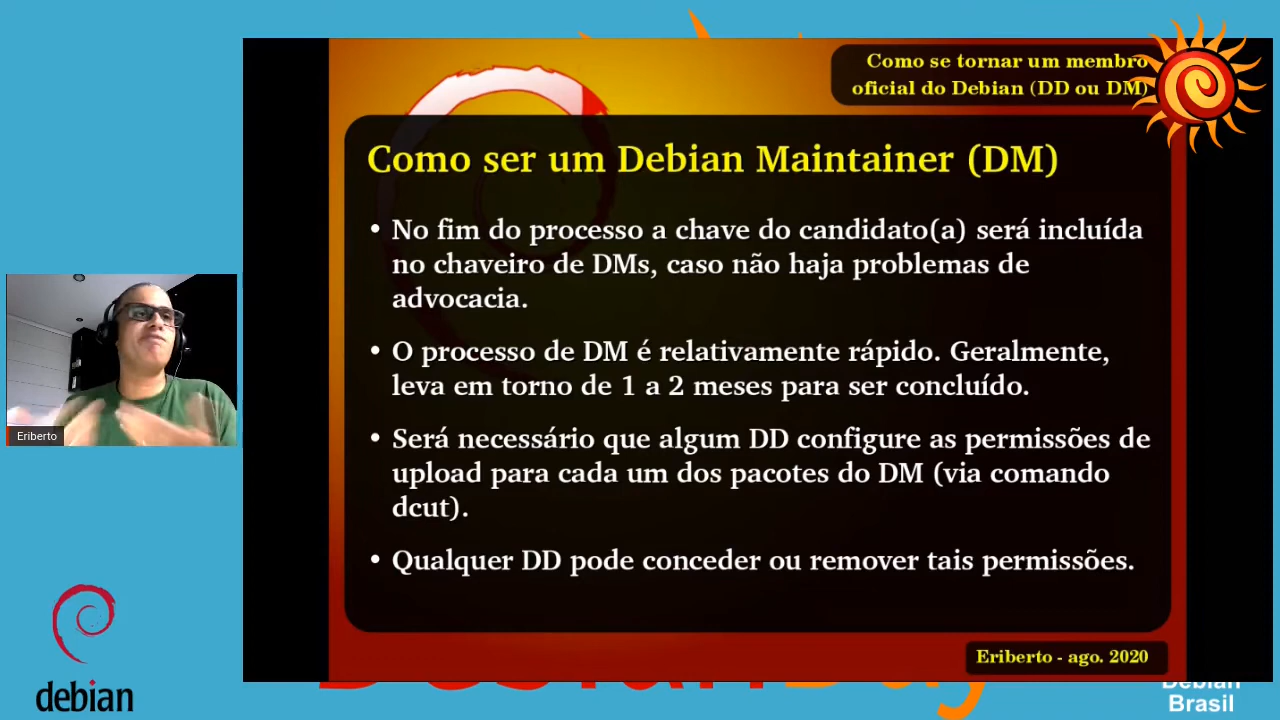 Como se tornar um membro
oficial do Debian (DD ou DM)
Como ser um Debian Maintainer (DM)
• No fim do processo a chave do candidato(a) será incluída
no chaveiro de DMs, caso não haja problemas de
advocacia.
• O processo de DM é relativamente rápido. Geralmente,
leva em torno de 1 a 2 meses para ser concluído.
• Será necessário que algum DD configure as permissões de
upload para cada um dos pacotes do DM (via comando
dcut).
• Qualquer DD pode conceder ou remover tais permissões.
Eriberto
Eriberto - ago. 2020
debian
Debian
Brasil